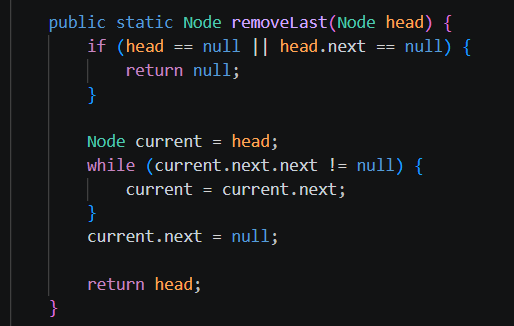 public static Node removeLast(Node head) {
    if (head == null || head.next == null) {
        return null;
    }

    Node current = head;
    while (current.next.next != null) {
        current = current.next;
    }
    current.next = null;

    return head;
}